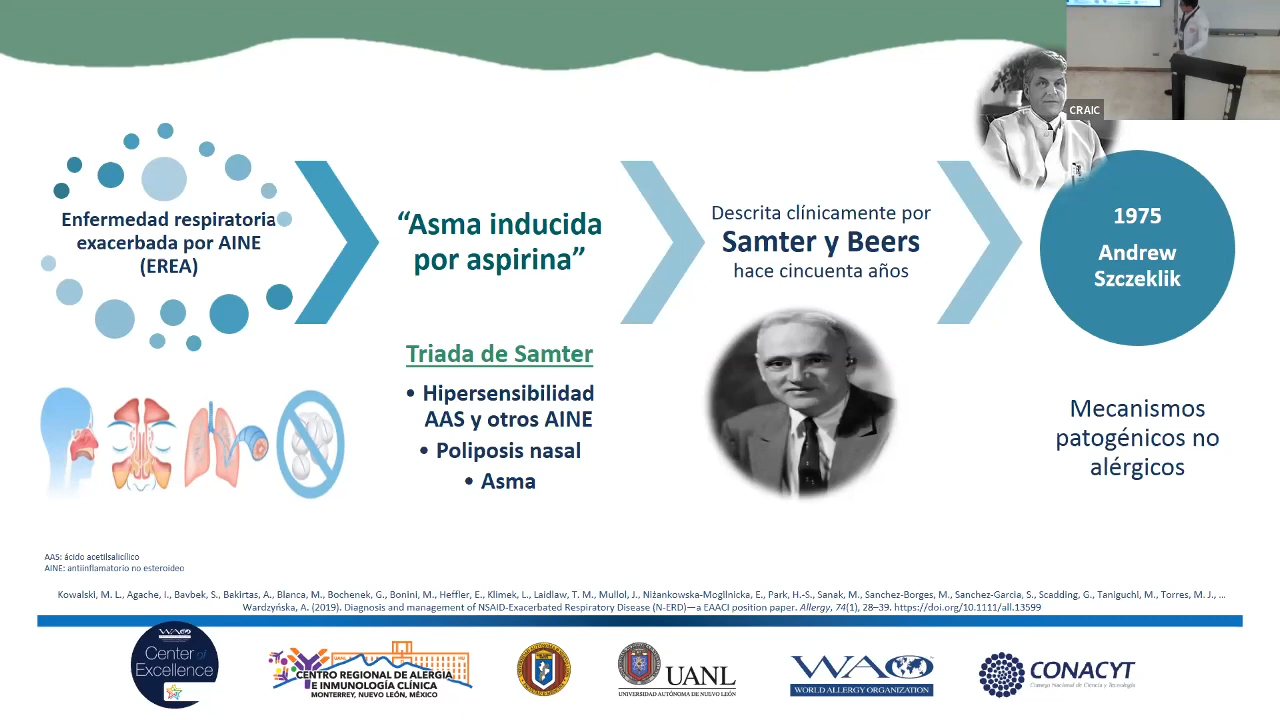 CRAIC
Enfermedad respiratoria
exacerbada por AINE
(EREA)
“Asma inducida
por aspirina”
Triada de Samter
• Hipersensibilidad
AAS y otros AINE
• Poliposis nasal
• Asma
Descrita clínicamente por
Samter y Beers
hace cincuenta años
1975
Andrew
Szczeklik
Mecanismos
patogénicos no
alérgicos
AAS: ácido acetilsalicílico
AINE: antiinflamatorio no esteroideo
Kowalski, M. L., Agache, I., Bavbek, S., Bakirtas, A., Blanca, M., Bochenek, G., Bonini, M., Heffler, E., Klimek, L., Laidlaw, T. M., Mullol, J., Niżankowska-Mogilnicka, E., Park, H.-S., Sanak, M., Sanchez-Borges, M., Sanchez-Garcia, S., Scadding, G., Taniguchi, M., Torres, M. J., …
Wardzyńska, A. (2019). Diagnosis and management of NSAID-Exacerbated Respiratory Disease (N-ERD)—a EAACI position paper. Allergy, 74(1), 28–39. https://doi.org/10.1111/all.13599
WAO
Center of
Excellence
CENTRO REGIONAL DE ALERGIA
E INMUNOLOGÍA CLÍNICA
MONTERREY, NUEVO LEÓN, MÉXICO
UANL
UNIVERSIDAD AUTÓNOMA DE NUEVO LEÓN
WAO
WORLD ALLERGY ORGANIZATION
CONACYT
Consejo Nacional de Ciencia y Tecnología